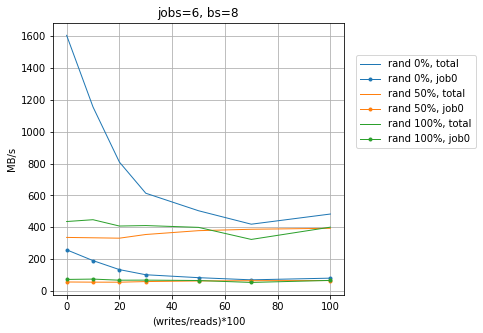 jobs=6, bs=8
1600
1400
1200
1000
800
600
400
200
0
MB/s
0
20
40
60
80
100
(writes/reads)*100
rand 0%, total
rand 0%, job0
rand 50%, total
rand 50%, job0
rand 100%, total
rand 100%, job0